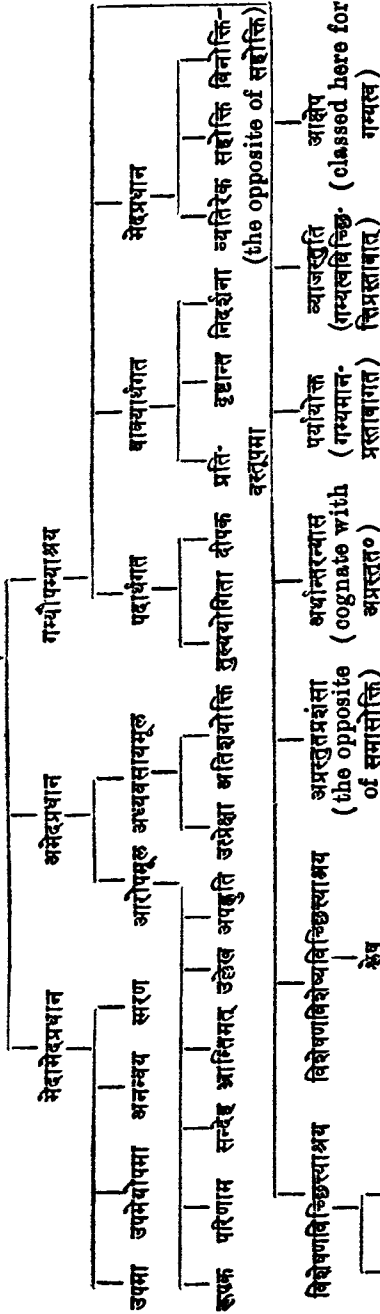 भेदाभेदप्रधान अभेदप्रधान गम्यौपम्याश्रय
उपमा उपमेयोपमा अनन्वय स्मरण आरोपमूल अध्यवसायमूल पदार्थगत वाक्यार्थगत भेदप्रधान
रूपक परिणाम सन्देह भ्रान्तिमत् उल्लेख अपह्नुति उत्प्रेक्षा अतिशयोक्ति तुल्ययोगिता दीपक प्रति- दृष्टान्त निदर्शना व्यतिरेक सहोक्ति विनोक्ति-
वस्तूपमा (the opposite of सहोक्ति)
विशेषणविच्छित्त्याश्रय विशेषणविशेष्यविच्छित्त्याश्रय अप्रस्तुतप्रशंसा अर्थान्तरन्यास पर्यायोक्त व्याजस्तुति आक्षेप
श्लेष (the opposite (cognate with (गम्यमान- (गम्यत्वविच्छि- (classed here for
of समासोक्ति) अप्रस्तुत०) प्रस्तावागत) त्तिप्रस्तावात्) गम्यत्व)